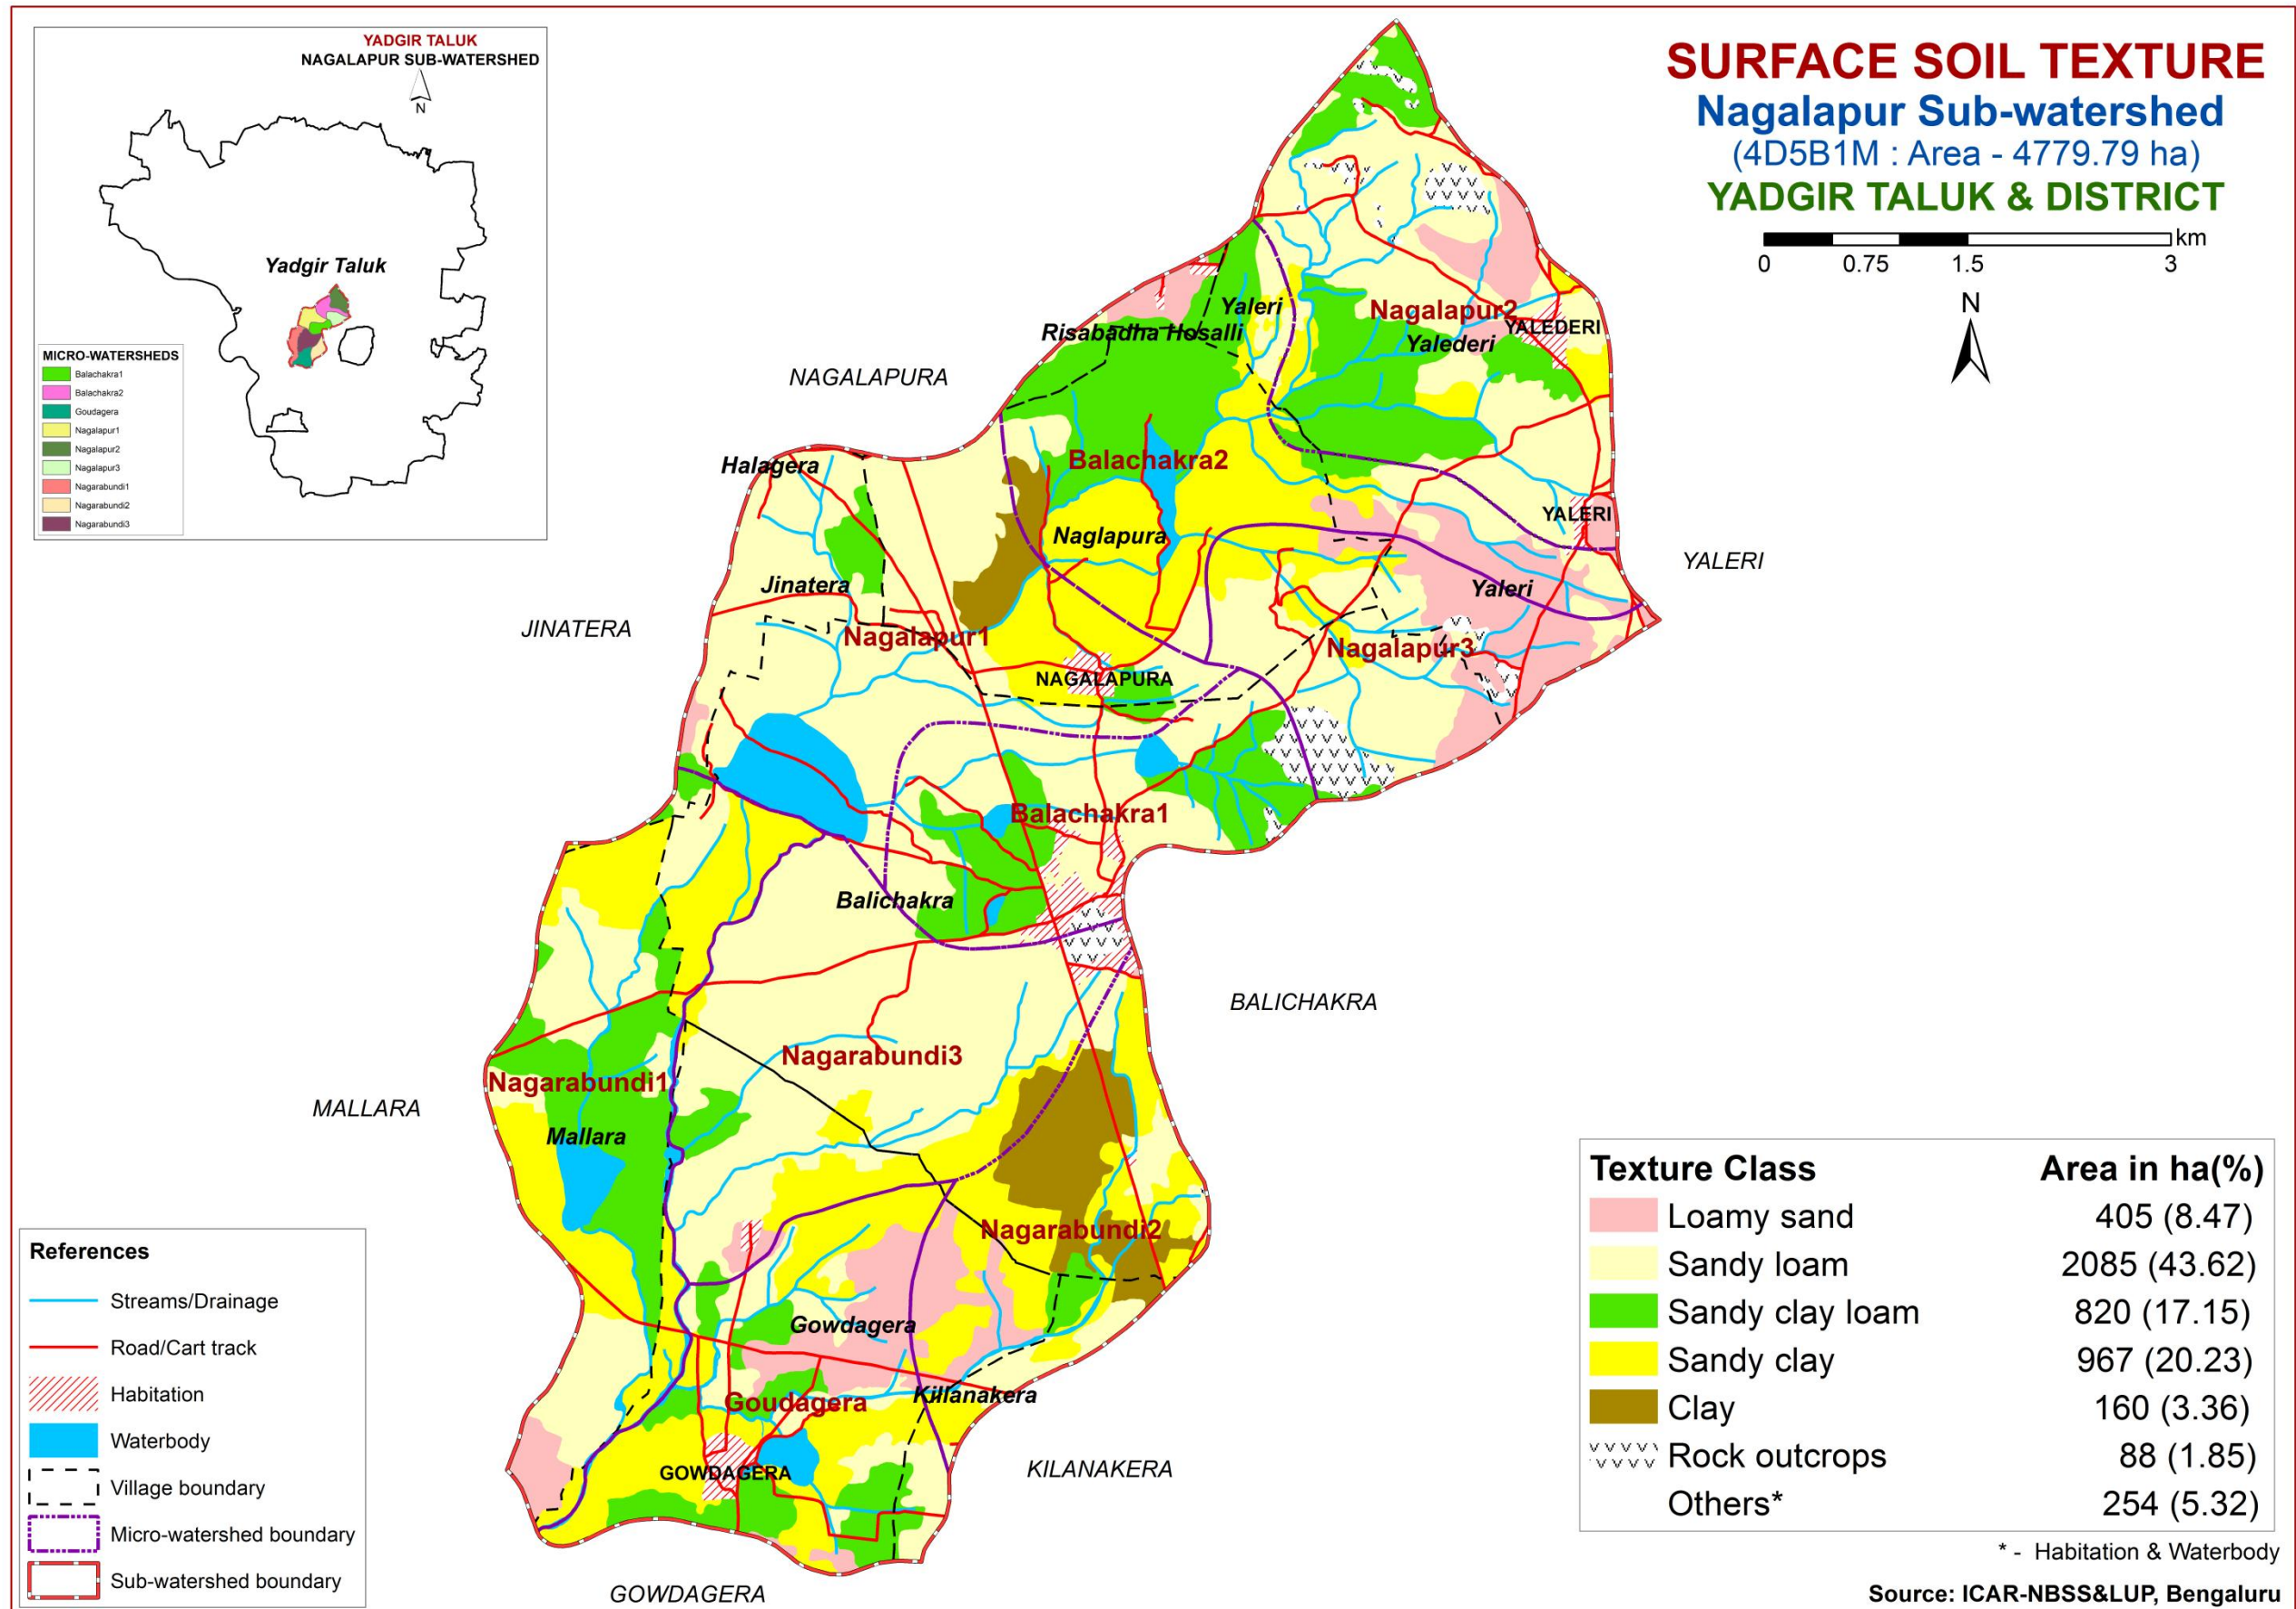 YADGIR TALUK
NAGALAPUR SUB-WATERSHED
N
Yadgir Taluk
MICRO-WATERSHEDS
Balachakra1
Balachakra2
Goudagera
Nagalapur1
Nagalapur2
Nagalapur3
Nagarabundi1
Nagarabundi2
Nagarabundi3
SURFACE SOIL TEXTURE
Nagalapur Sub-watershed
(4D5B1M : Area - 4779.79 ha)
YADGIR TALUK & DISTRICT
km
0 0.75 1.5 3
N
Yaleri
Nagalapur2
YALEDERI
Risabadha Hosalli
Yalederi
NAGALAPURA
Balachakra2
Halagera
YALERI
Naglapura
YALERI
Jinatera
Yaleri
JINATERA
Nagalapur1
Nagalapur3
NAGALAPURA
Balachakra1
Balichakra
BALICHAKRA
Nagarabundi3
Nagarabundi1
MALLARA
Mallara
Nagarabundi2
Gowdagera
Killanakera
Goudagera
GOWDAGERA
KILANAKERA
GOWDAGERA
References
Streams/Drainage
Road/Cart track
Habitation
Waterbody
Village boundary
Micro-watershed boundary
Sub-watershed boundary
Texture Class Area in ha(%)
Loamy sand 405 (8.47)
Sandy loam 2085 (43.62)
Sandy clay loam 820 (17.15)
Sandy clay 967 (20.23)
Clay 160 (3.36)
Rock outcrops 88 (1.85)
Others* 254 (5.32)
* - Habitation & Waterbody
Source: ICAR-NBSS&LUP, Bengaluru